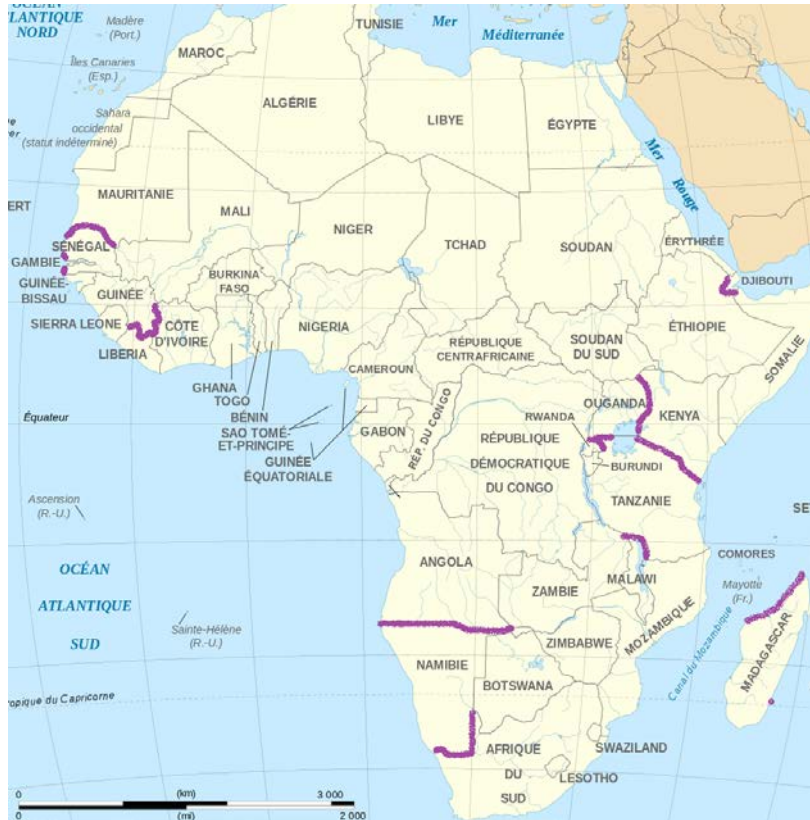 OCÉAN
ATLANTIQUE
NORD
Madère
(Port.)
TUNISIE
Mer
Méditerranée
MAROC
Îles Canaries
(Esp.)
ALGÉRIE
LIBYE
ÉGYPTE
Sahara
occidental
(statut indéterminé)
Mer Rouge
MAURITANIE
MALI
NIGER
TCHAD
SOUDAN
ÉRYTHRÉE
ERT
SÉNÉGAL
GAMBIE
GUINÉE-
BISSAU
GUINÉE
BURKINA
FASO
DJIBOUTI
SIERRA LEONE
CÔTE
D'IVOIRE
NIGERIA
ÉTHIOPIE
SOMALIE
LIBERIA
RÉPUBLIQUE
CENTRAFRICAINE
SOUDAN
DU SUD
CAMEROUN
GHANA
TOGO
BÉNIN
SAO TOMÉ-
ET-PRINCIPE
GUINÉE
ÉQUATORIALE
Équateur
GABON
RÉP. DU CONGO
OUGANDA
KENYA
RWANDA
RÉPUBLIQUE
DÉMOCRATIQUE
DU CONGO
BURUNDI
TANZANIE
Ascension
(R.-U.)
SE
COMORES
Mayotte
(Fr.)
OCÉAN
ATLANTIQUE
SUD
ANGOLA
ZAMBIE
MALAWI
MOZAMBIQUE
Canal du Mozambique
MADAGASCAR
Sainte-Hélène
(R.-U.)
ZIMBABWE
NAMIBIE
BOTSWANA
ropique du Capricorne
AFRIQUE
DU
SUD
SWAZILAND
LESOTHO
0 (km) 3 000
0 (mi) 2 000